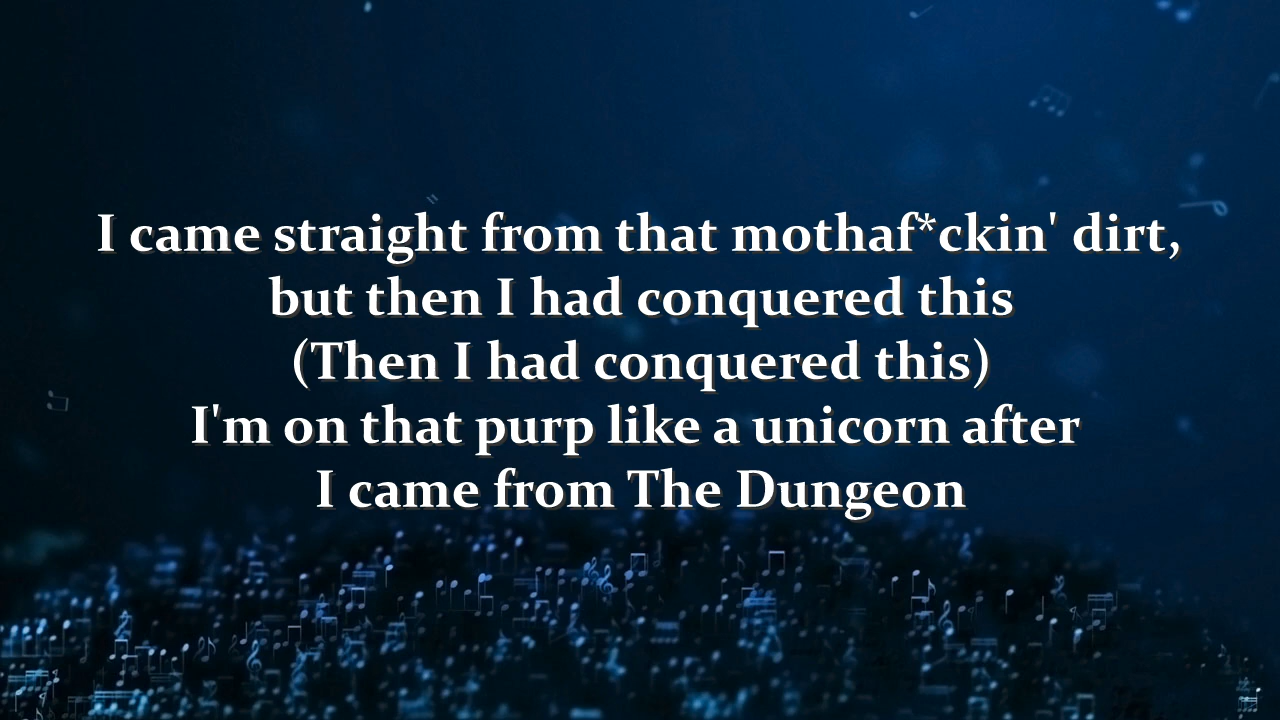 I came straight from that mothaf*ckin' dirt,
but then I had conquered this
(Then I had conquered this)
I'm on that purp like a unicorn after
I came from The Dungeon